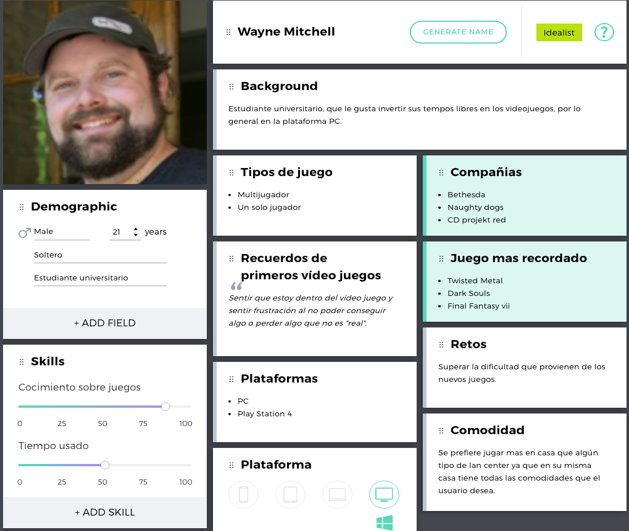 Wayne Mitchell
GENERATE NAME
Idealist
?
Background
Estudiante universitario, que le gusta invertir sus tempos libres en los videojuegos, por lo
general en la plataforma PC.
Demographic
Male
21
years
Soltero
Estudiante universitario
+ ADD FIELD
Skills
Cocimiento sobre juegos
0 25 50 75 100
Tiempo usado
0 25 50 75 100
+ ADD SKILL
Tipos de juego
• Multijugador
• Un solo jugador
Recuerdos de
primeros vídeo juegos
“
Sentir que estoy dentro del video juego y
sentir frustración al no poder conseguir
algo o perder algo que no es "real".
Plataformas
• PC
• Play Station 4
Plataforma
Compañias
• Bethesda
• Naughty dogs
• CD projekt red
Juego mas recordado
• Twisted Metal
• Dark Souls
• Final Fantasy vii
Retos
Superar la dificultad que provienen de los
nuevos juegos.
Comodidad
Se prefiere jugar mas en casa que algún
tipo de lan center ya que en su misma
casa tiene todas las comodidades que el
usuario desea.